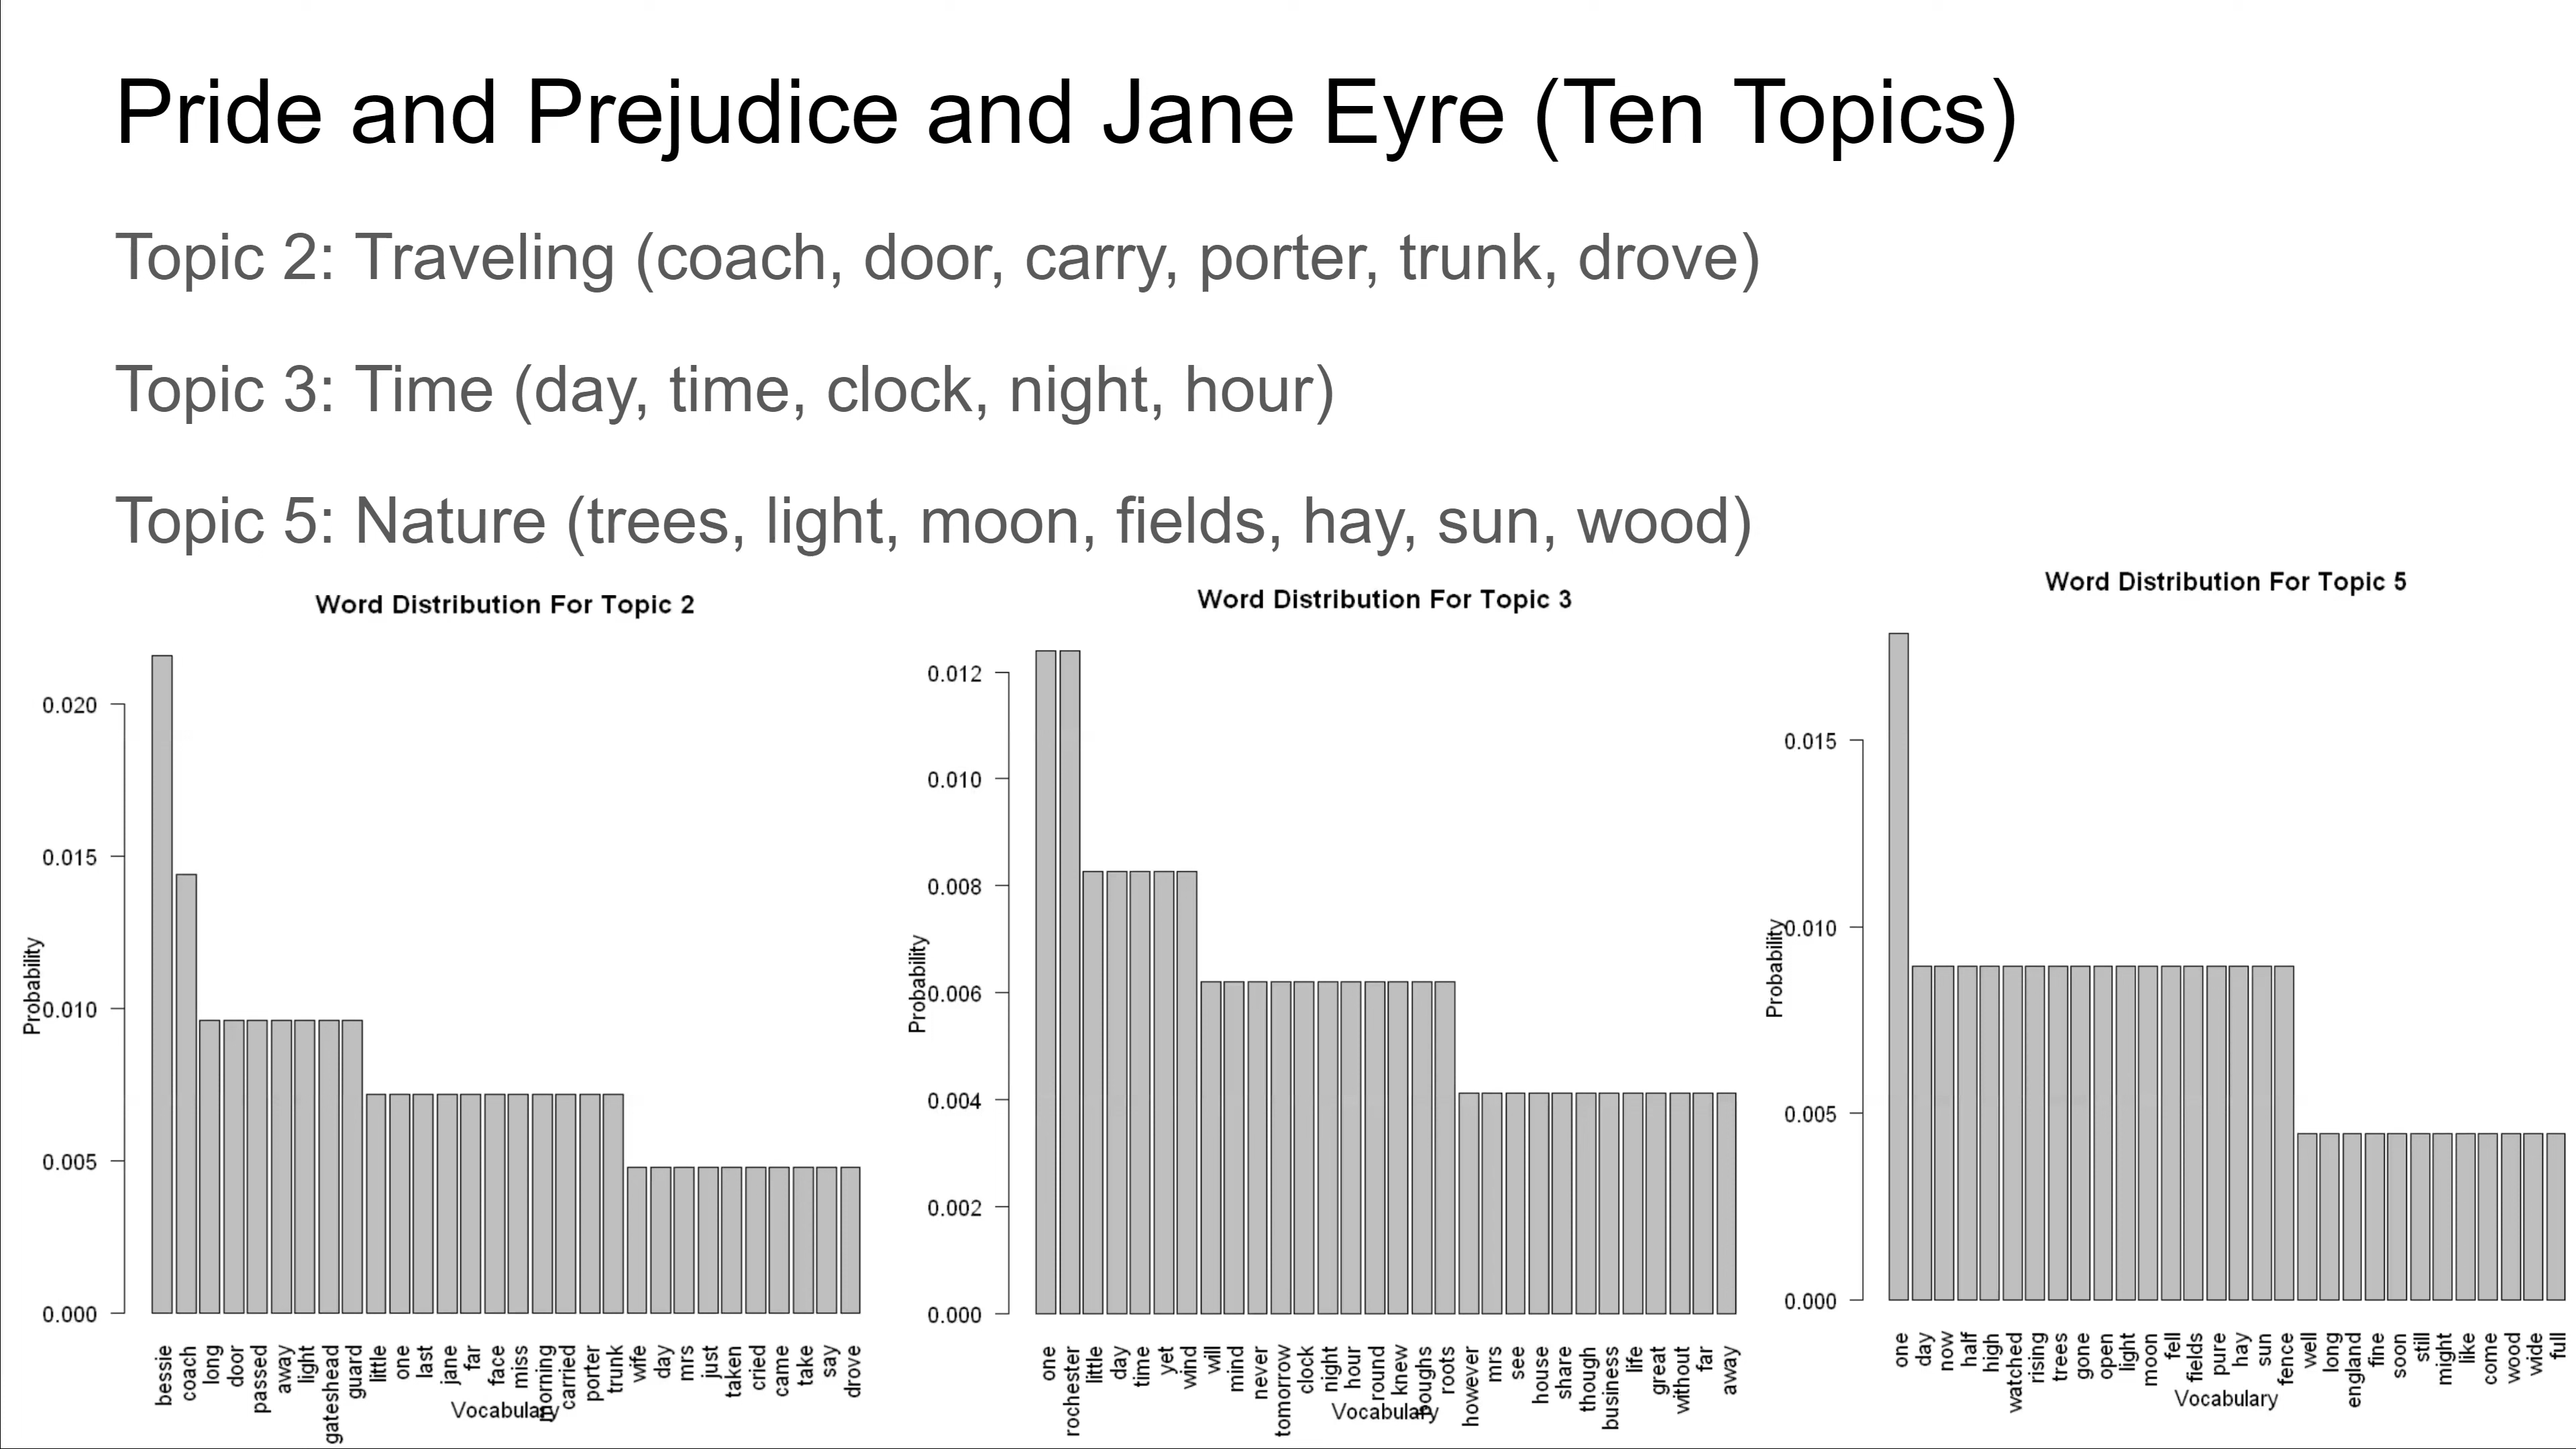 Pride and Prejudice and Jane Eyre (Ten Topics)
Topic 2: Traveling (coach, door, carry, porter, trunk, drove)
Topic 3: Time (day, time, clock, night, hour)
Topic 5: Nature (trees, light, moon, fields, hay, sun, wood)
Word Distribution For Topic 2
Probability
0.020
0.015
0.010
0.005
0.000
bessie
coach
long
door
passed
away
light
gateshead
guard
little
one
last
jane
far
face
miss
morning
carried
porter
trunk
wife
day
mrs
just
taken
cried
came
take
say
drove
Vocabulary
Word Distribution For Topic 3
Probability
0.012
0.010
0.008
0.006
0.004
0.002
0.000
one
rochester
little
day
time
yet
wind
will
mind
never
tomorrow
clock
night
hour
round
knew
boughs
roots
however
mrs
see
house
share
though
business
life
great
without
far
away
Vocabulary
Word Distribution For Topic 5
Probability
0.015
0.010
0.005
0.000
one
day
now
half
high
watched
rising
trees
gone
open
light
moon
fell
fields
pure
hay
sun
fence
well
long
england
fine
soon
still
might
like
come
wood
wide
full
Vocabulary